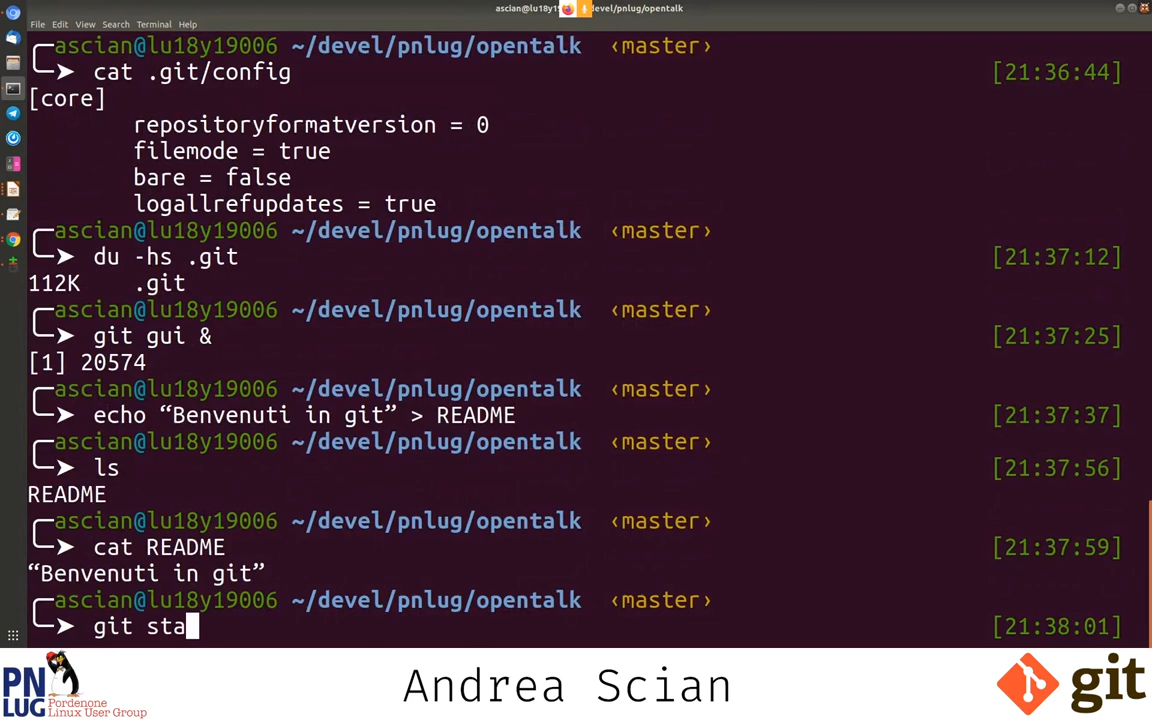 ascian@lu18y19006: ~/devel/pnlug/opentalk
File Edit View Search Terminal Help
ascian@lu18y19006 ~/devel/pnlug/opentalk ‹master›
➤ cat .git/config [21:36:44]
[core]
repositoryformatversion = 0
filemode = true
bare = false
logallrefupdates = true
ascian@lu18y19006 ~/devel/pnlug/opentalk ‹master›
➤ du -hs .git [21:37:12]
112K .git
ascian@lu18y19006 ~/devel/pnlug/opentalk ‹master›
➤ git gui & [21:37:25]
[1] 20574
ascian@lu18y19006 ~/devel/pnlug/opentalk ‹master›
➤ echo “Benvenuti in git” > README [21:37:37]
ascian@lu18y19006 ~/devel/pnlug/opentalk ‹master›
➤ ls [21:37:56]
README
ascian@lu18y19006 ~/devel/pnlug/opentalk ‹master›
➤ cat README [21:37:59]
“Benvenuti in git”
ascian@lu18y19006 ~/devel/pnlug/opentalk ‹master›
➤ git sta [21:38:01]
PN
LUG
Pordenone
Linux User Group
Andrea Scian
git